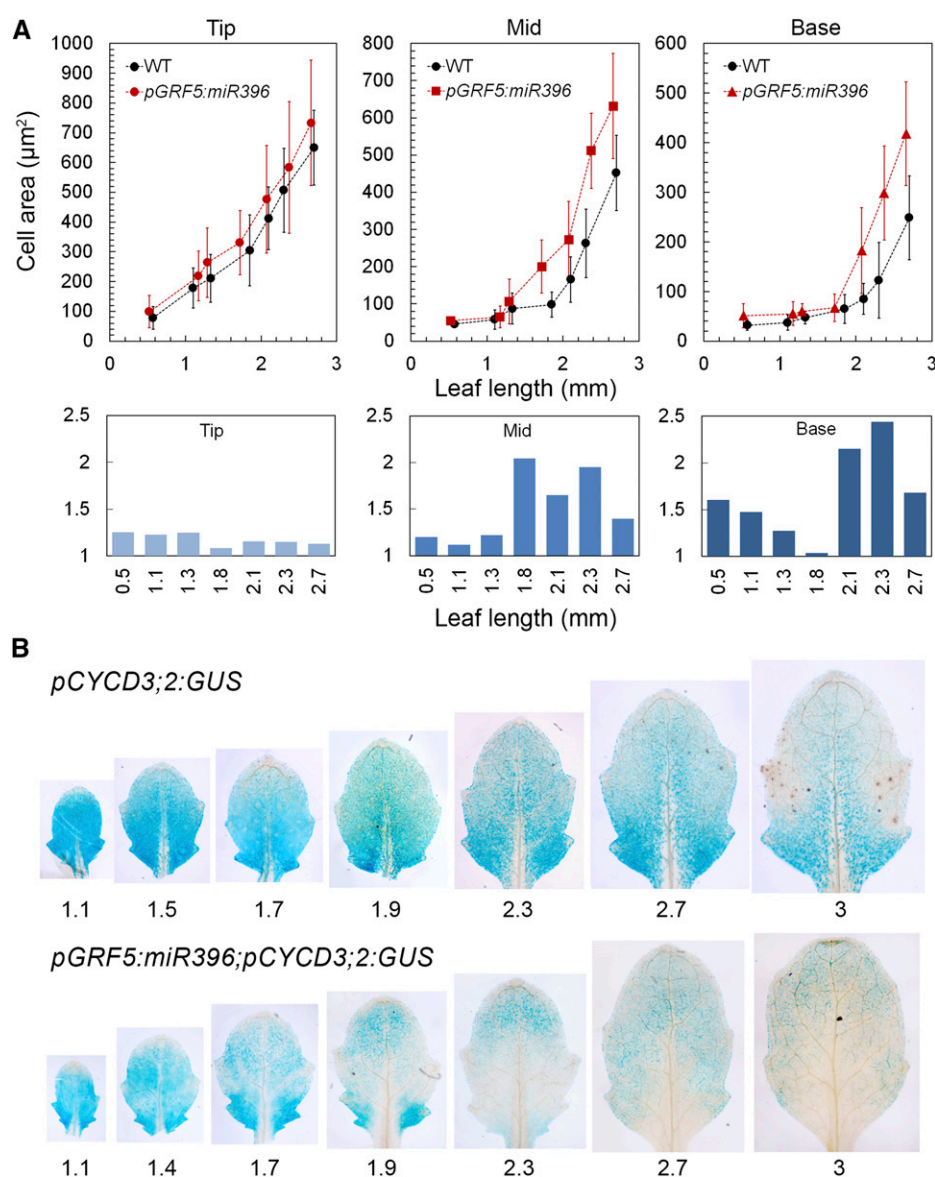 A
Tip
Mid
Base
1000
900
800
700
600
500
400
300
200
100
0
WT
pGRF5:miR396
0 1 2 3
800
700
600
500
400
300
200
100
0
WT
pGRF5:miR396
0 1 2 3
600
500
400
300
200
100
0
WT
pGRF5:miR396
0 1 2 3
Cell area (µm²)
Leaf length (mm)
2.5
2
1.5
1
Tip
0.5 1.1 1.3 1.8 2.1 2.3 2.7
2.5
2
1.5
1
Mid
0.5 1.1 1.3 1.8 2.1 2.3 2.7
2.5
2
1.5
1
Base
0.5 1.1 1.3 1.8 2.1 2.3 2.7
Leaf length (mm)
B
pCYCD3;2:GUS
1.1 1.5 1.7 1.9 2.3 2.7 3
pGRF5:miR396;pCYCD3;2:GUS
1.1 1.4 1.7 1.9 2.3 2.7 3